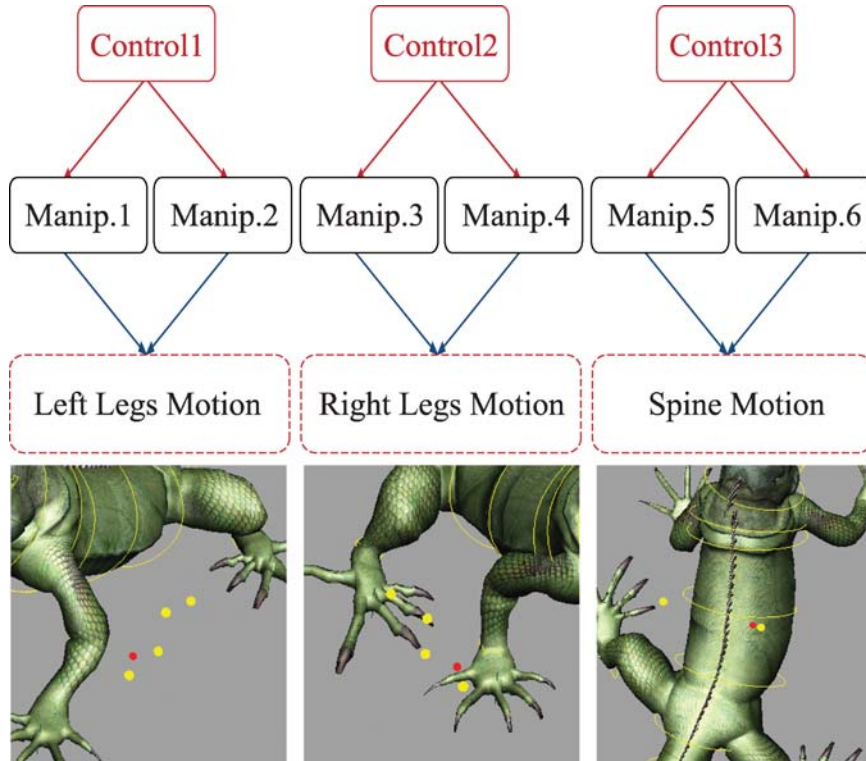 Control1
Control2
Control3
Manip.1
Manip.2
Manip.3
Manip.4
Manip.5
Manip.6
Left Legs Motion
Right Legs Motion
Spine Motion